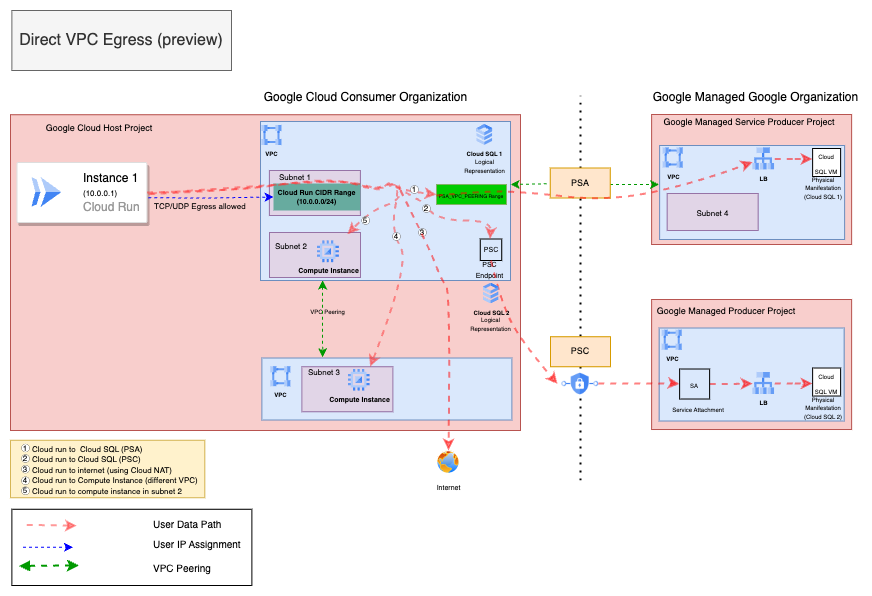 Direct VPC Egress (preview)
Google Cloud Consumer Organization
Google Managed Google Organization
Google Cloud Host Project
Instance 1
(10.0.0.1)
Cloud Run
TCP/UDP Egress allowed
VPC
Cloud SQL 1
Logical
Representation
Subnet 1
Cloud Run CIDR Range
(10.0.0.0/24)
PSA_VPC_PEERING Range
1
2
3
4
5
Subnet 2
Compute Instance
PSC
PSC
Endpoint
Cloud SQL 2
Logical
Representation
VPC Peering
VPC
Subnet 3
Compute Instance
Internet
PSA
PSC
Google Managed Service Producer Project
VPC
Subnet 4
LB
Cloud
SQL VM
Physical
Manifestation
(Cloud SQL 1)
Google Managed Producer Project
VPC
SA
Service Attachment
LB
Cloud
SQL VM
Physical
Manifestation
(Cloud SQL 2)
1 Cloud run to Cloud SQL (PSA)
2 Cloud run to Cloud SQL (PSC)
3 Cloud run to internet (using Cloud NAT)
4 Cloud run to Compute Instance (different VPC)
5 Cloud run to compute instance in subnet 2
User Data Path
User IP Assignment
VPC Peering